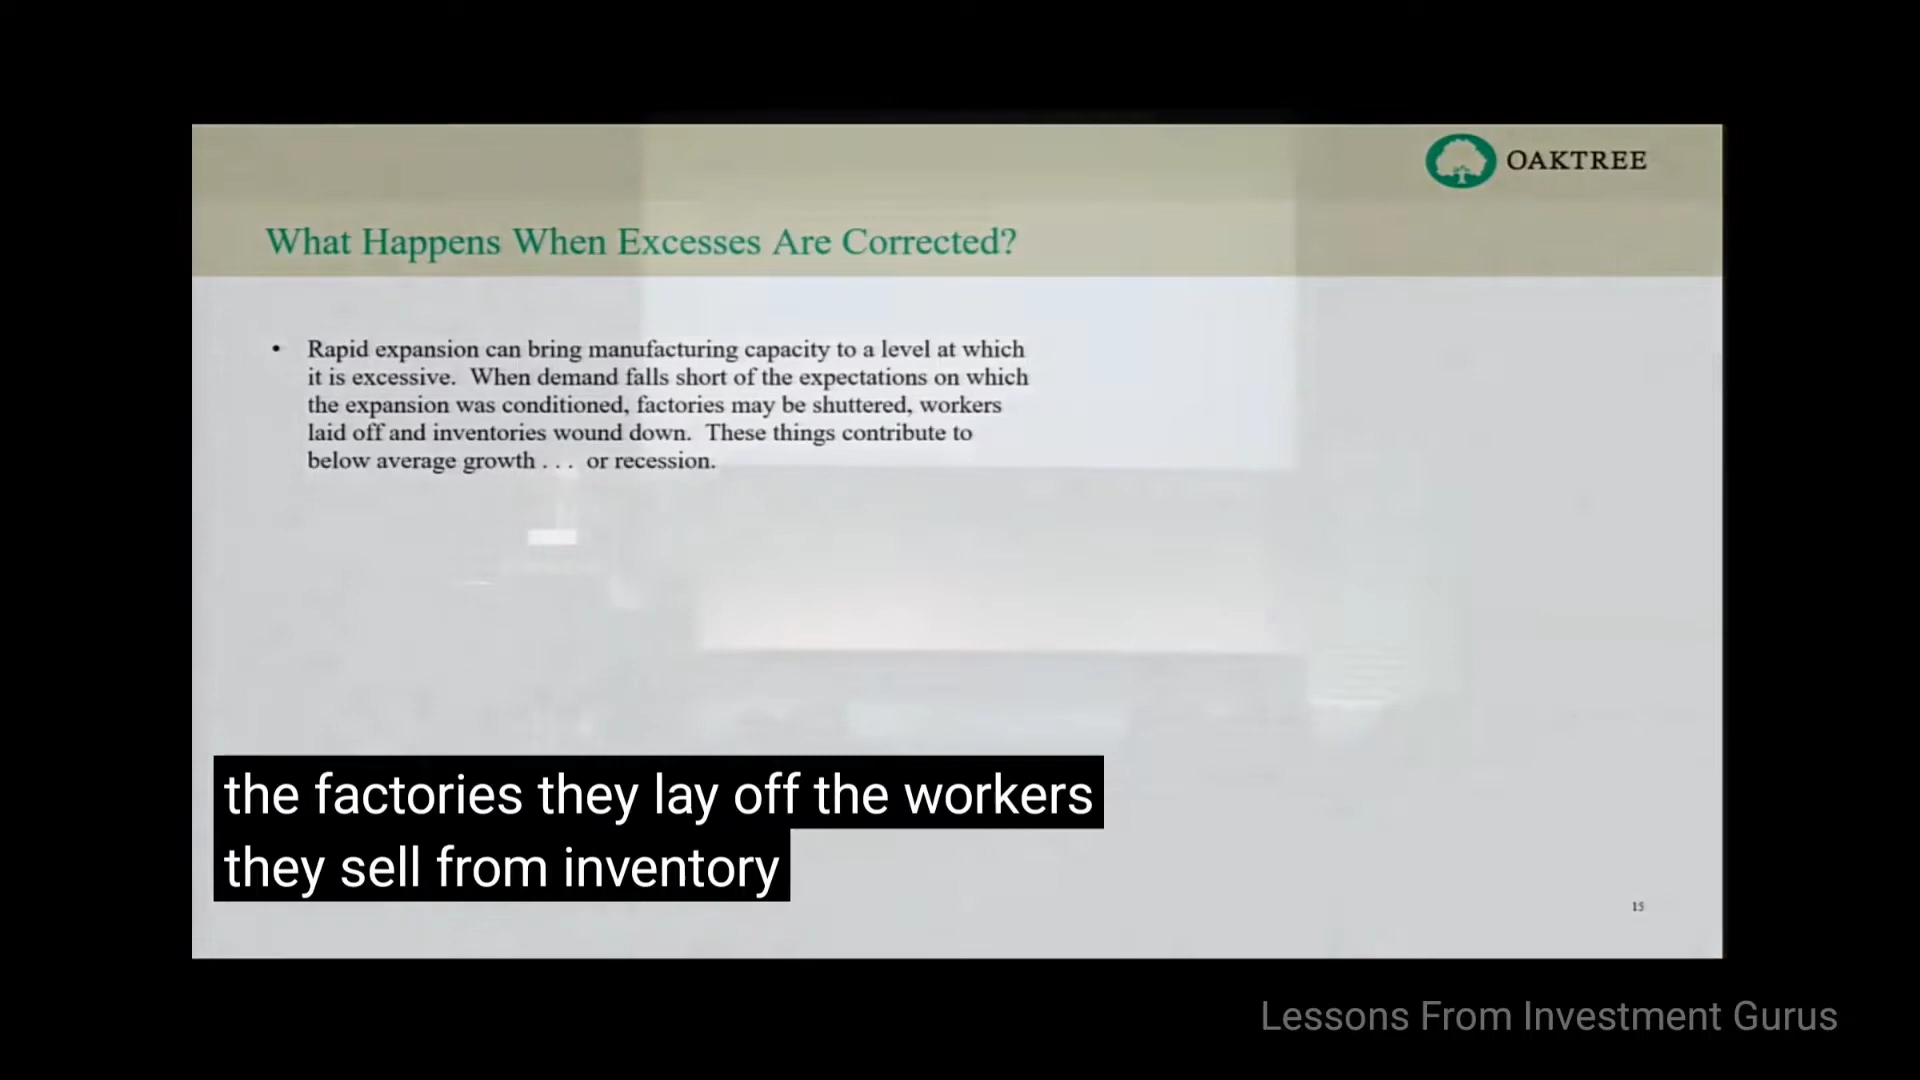 OAKTREE
What Happens When Excesses Are Corrected?
• Rapid expansion can bring manufacturing capacity to a level at which
it is excessive. When demand falls short of the expectations on which
the expansion was conditioned, factories may be shuttered, workers
laid off and inventories wound down. These things contribute to
below average growth . . . or recession.
the factories they lay off the workers
they sell from inventory
15
Lessons From Investment Gurus